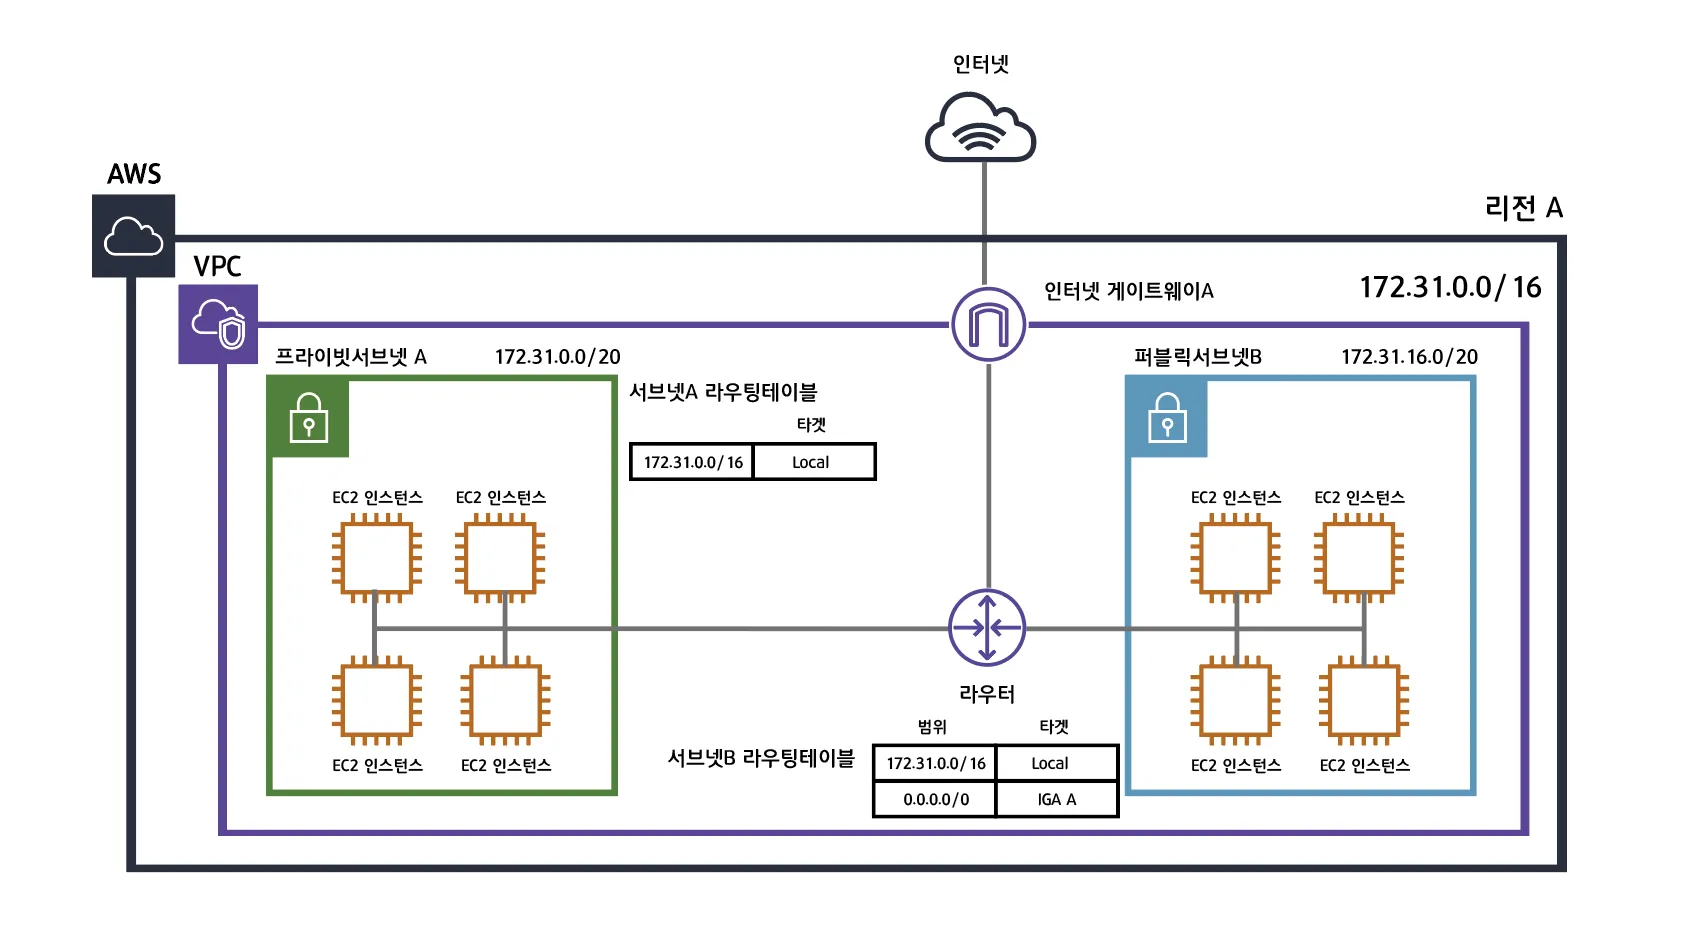 인터넷
AWS
리전 A
VPC
인터넷 게이트웨이A
172.31.0.0/16
프라이빗서브넷 A
172.31.0.0/20
퍼블릭서브넷B
172.31.16.0/20
서브넷A 라우팅테이블
타겟
172.31.0.0/16
Local
EC2 인스턴스
EC2 인스턴스
EC2 인스턴스
EC2 인스턴스
라우터
범위
타겟
서브넷B 라우팅테이블
172.31.0.0/16
Local
0.0.0.0/0
IGA A
EC2 인스턴스
EC2 인스턴스
EC2 인스턴스
EC2 인스턴스